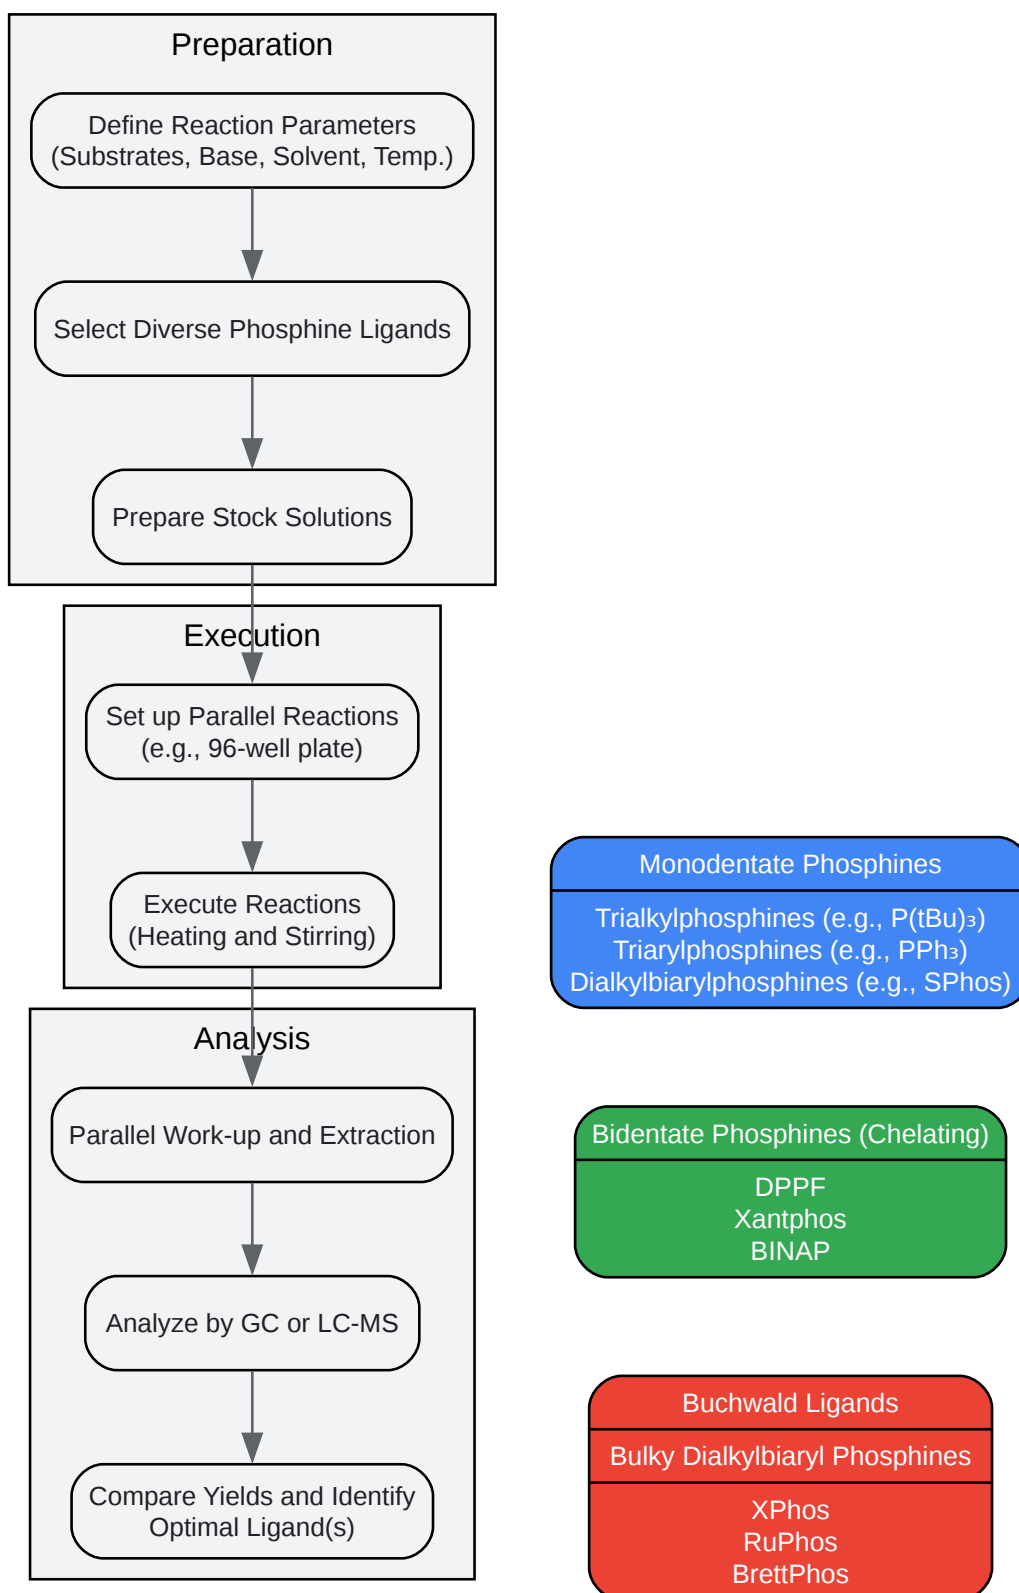 Preparation
Define Reaction Parameters
(Substrates, Base, Solvent, Temp.)
Select Diverse Phosphine Ligands
Prepare Stock Solutions
Execution
Set up Parallel Reactions
(e.g., 96-well plate)
Execute Reactions
(Heating and Stirring)
Analysis
Parallel Work-up and Extraction
Analyze by GC or LC-MS
Compare Yields and Identify
Optimal Ligand(s)
Monodentate Phosphines
Trialkylphosphines (e.g., P(tBu)₃)
Triarylphosphines (e.g., PPh₃)
Dialkylbiarylphosphines (e.g., SPhos)
Bidentate Phosphines (Chelating)
DPPF
Xantphos
BINAP
Buchwald Ligands
Bulky Dialkylbiaryl Phosphines
XPhos
RuPhos
BrettPhos